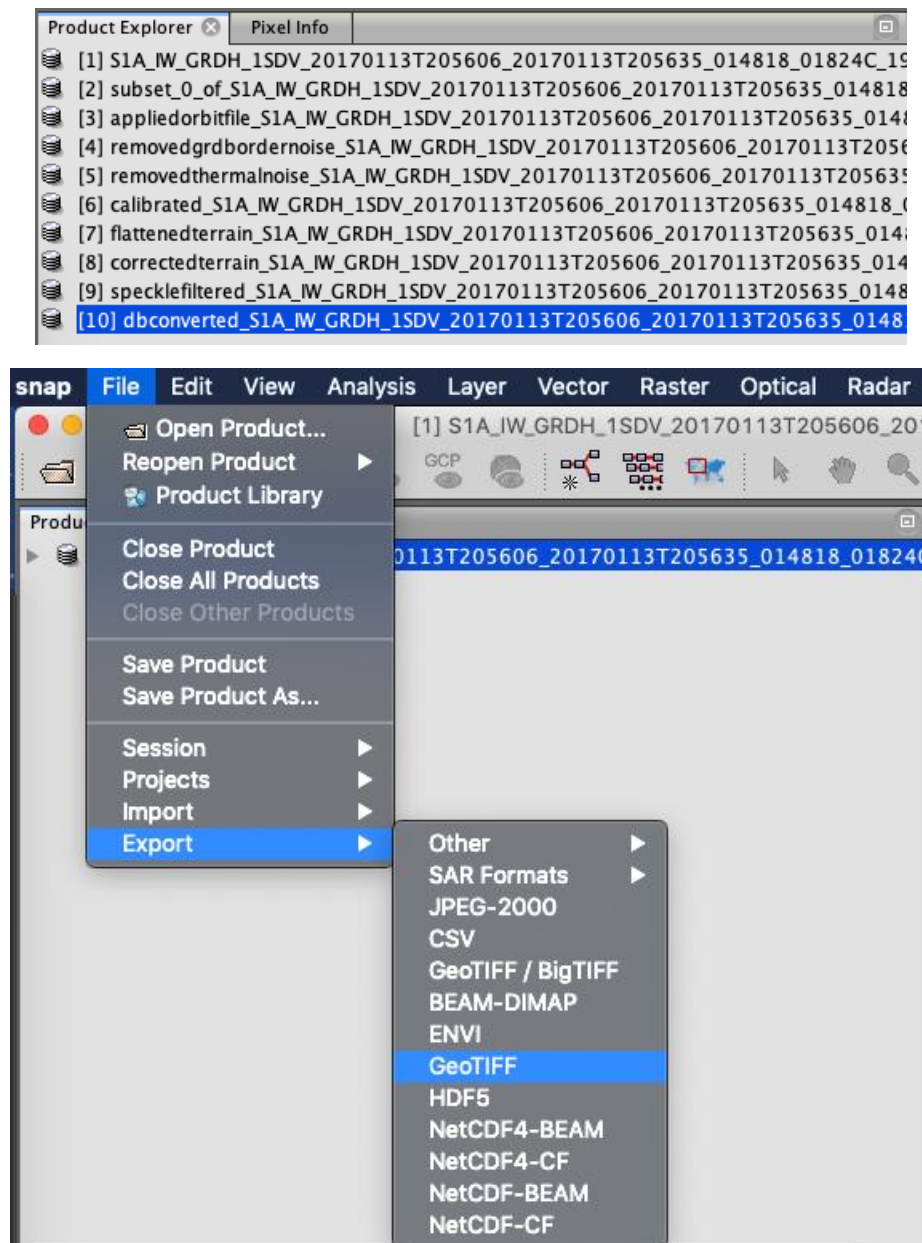 Product Explorer Pixel Info
[1] S1A_IW_GRDH_1SDV_20170113T205606_20170113T205635_014818_01824C_19
[2] subset_0_of_S1A_IW_GRDH_1SDV_20170113T205606_20170113T205635_014818
[3] appliedorbitfile_S1A_IW_GRDH_1SDV_20170113T205606_20170113T205635_0148
[4] removedgrdbordernoise_S1A_IW_GRDH_1SDV_20170113T205606_20170113T2056
[5] removedthermalnoise_S1A_IW_GRDH_1SDV_20170113T205606_20170113T205635
[6] calibrated_S1A_IW_GRDH_1SDV_20170113T205606_20170113T205635_014818_0
[7] flattenedterrain_S1A_IW_GRDH_1SDV_20170113T205606_20170113T205635_014
[8] correctedterrain_S1A_IW_GRDH_1SDV_20170113T205606_20170113T205635_014
[9] specklefiltered_S1A_IW_GRDH_1SDV_20170113T205606_20170113T205635_0148
[10] dbconverted_S1A_IW_GRDH_1SDV_20170113T205606_20170113T205635_0148
snap File Edit View Analysis Layer Vector Raster Optical Radar
[1] S1A_IW_GRDH_1SDV_20170113T205606_20
Open Product...
Reopen Product
GCP
Product Library
Produ
Close Product
0113T205606_20170113T205635_014818_01824
Close All Products
Close Other Products
Save Product
Save Product As...
Session
Projects
Import
Export
Other
SAR Formats
JPEG-2000
CSV
GeoTIFF / BigTIFF
BEAM-DIMAP
ENVI
GeoTIFF
HDF5
NetCDF4-BEAM
NetCDF4-CF
NetCDF-BEAM
NetCDF-CF